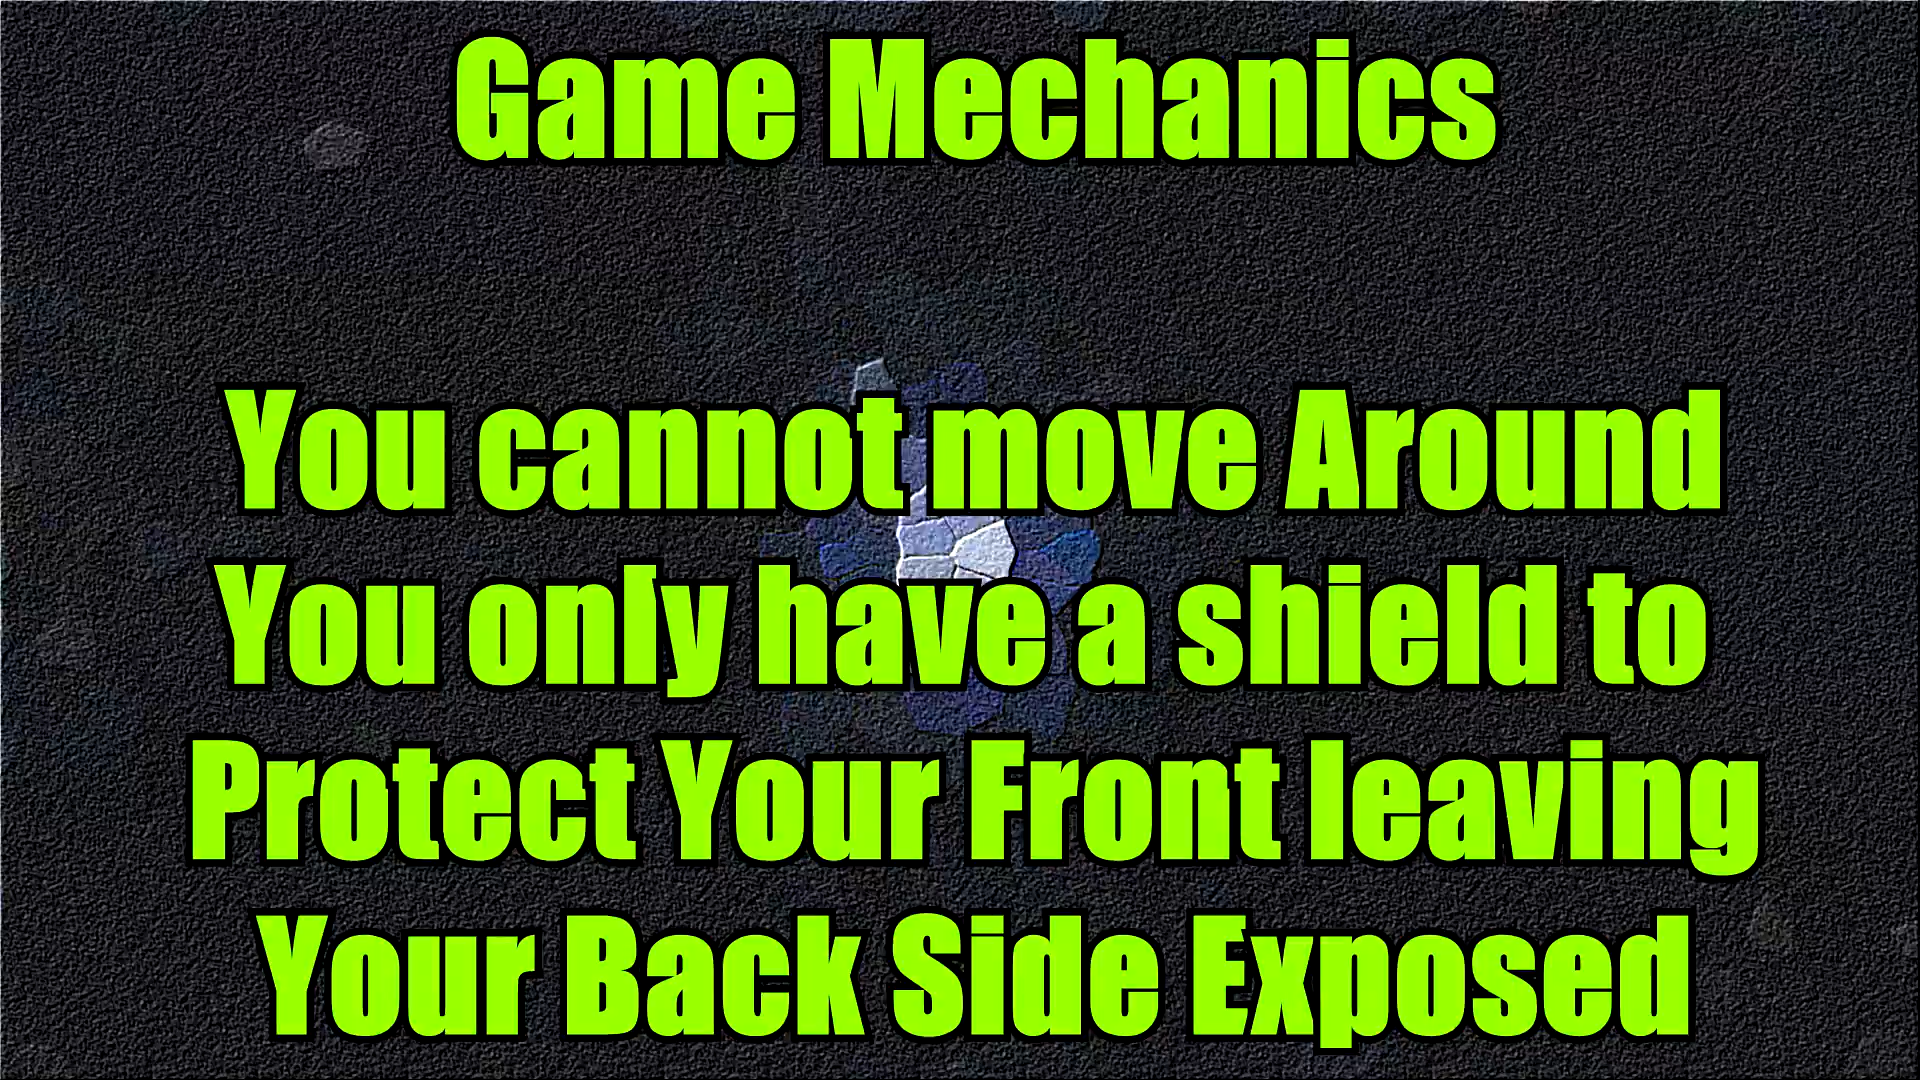 Game Mechanics
You cannot move Around
You only have a shield to
Protect Your Front leaving
Your Back Side Exposed